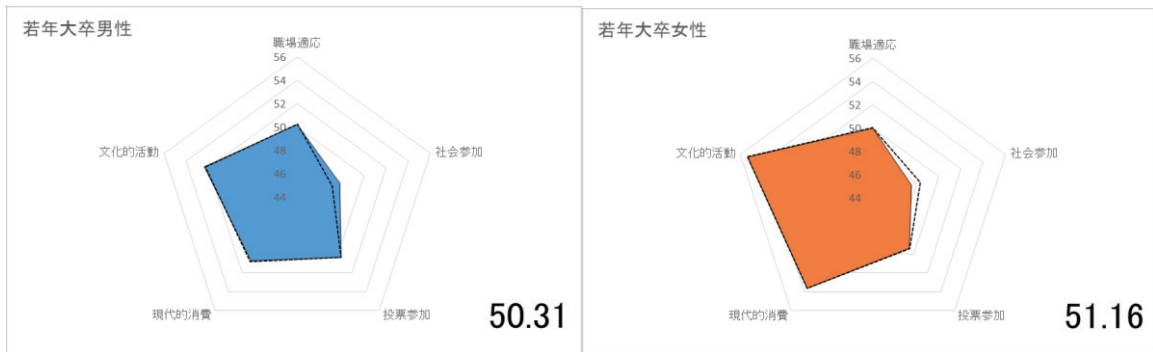 若年大卒男性
職場適応
56
54
52
50
48
46
44
文化的活動
社会参加
現代的消費
投票参加
50.31
若年大卒女性
職場適応
56
54
52
50
48
46
44
文化的活動
社会参加
現代的消費
投票参加
51.16